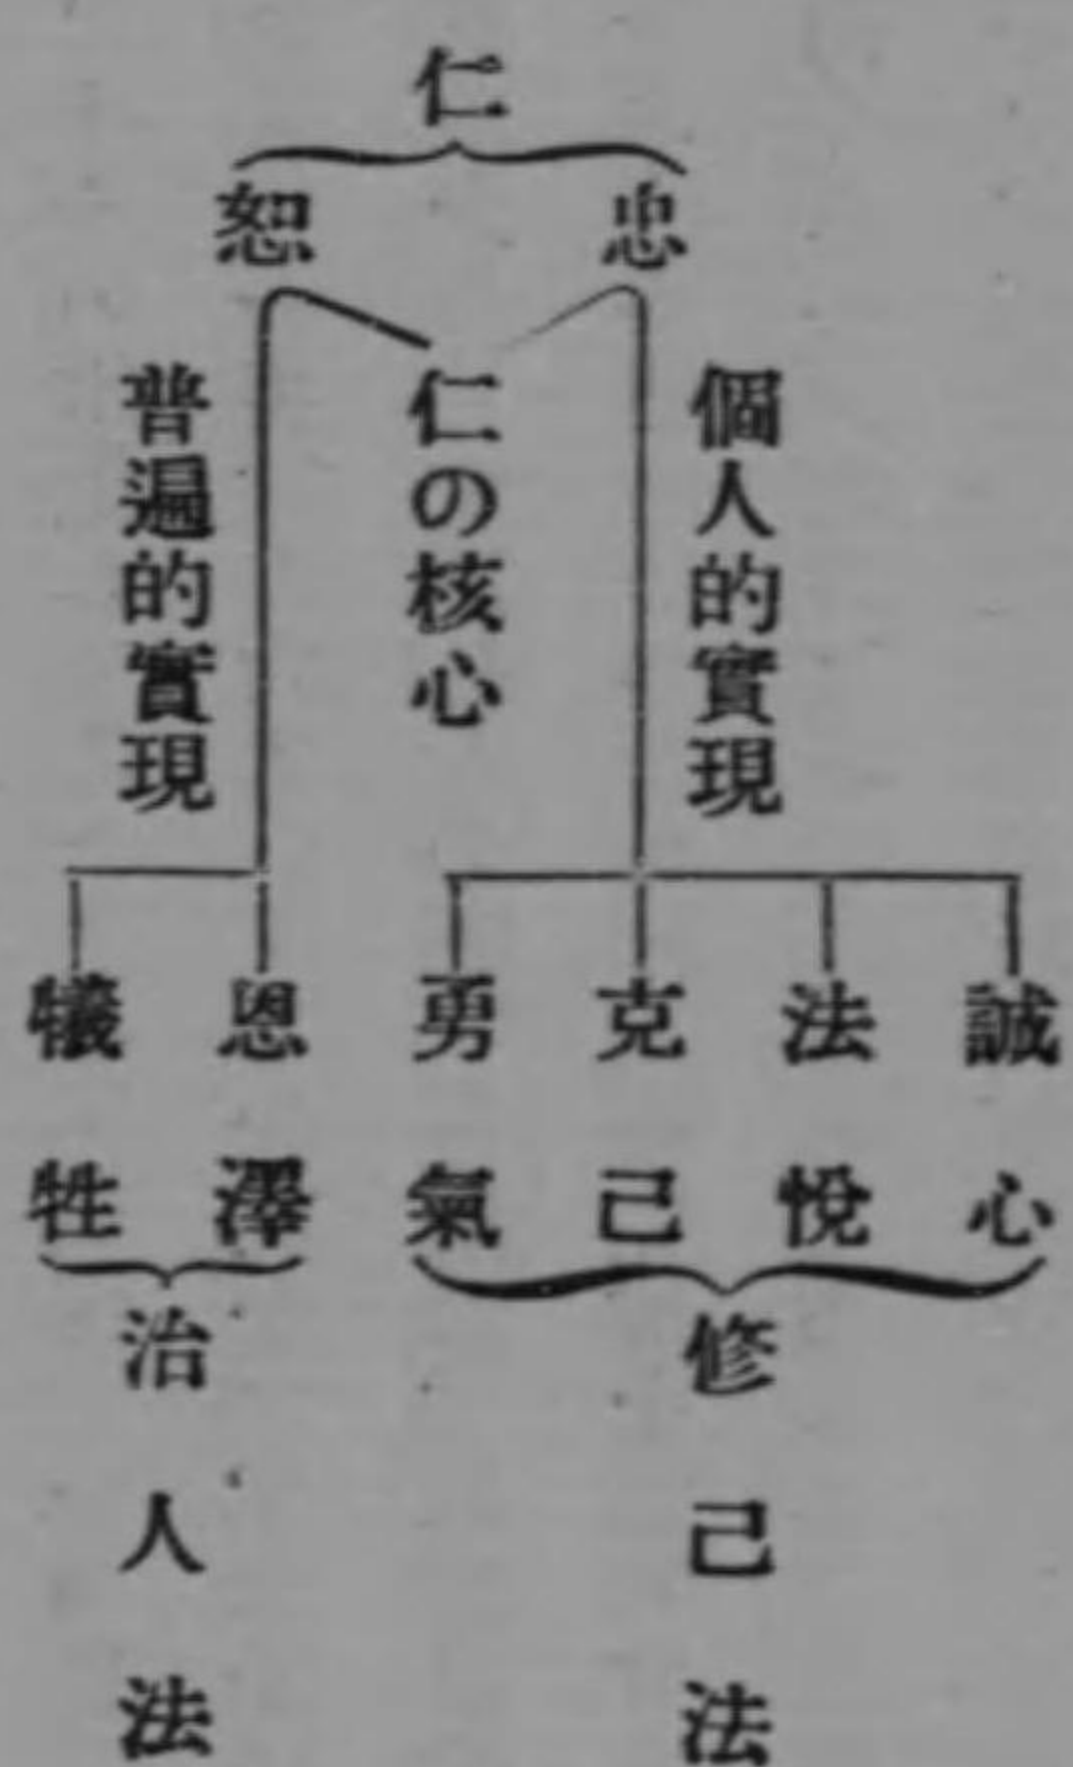 仁
忠
恕
個人的實現
仁の核心
普遍的實現
誠心
法悅
克己
勇氣
恩澤
犧牲
修己法
治人法